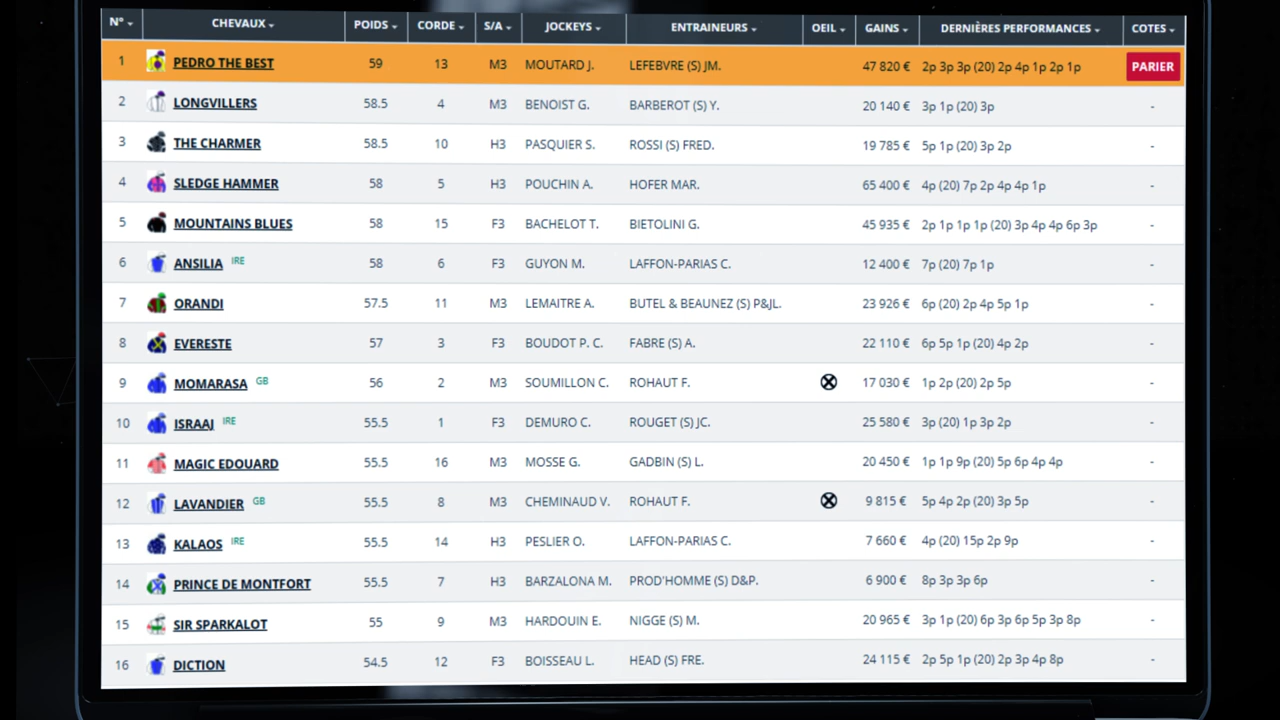 N° CHEVAUX POIDS CORDE S/A JOCKEYS ENTRAINEURS OEIL GAINS DERNIÈRES PERFORMANCES COTES
1 PEDRO THE BEST 59 13 M3 MOUTARD J. LEFEBVRE (S) JM. 47 820 € 2p 3p 3p (20) 2p 4p 1p 2p 1p PARIER
2 LONGVILLERS 58.5 4 M3 BENOIST G. BARBEROT (S) Y. 20 140 € 3p 1p (20) 3p -
3 THE CHARMER 58.5 10 H3 PASQUIER S. ROSSI (S) FRED. 19 785 € 5p 1p (20) 3p 2p -
4 SLEDGE HAMMER 58 5 H3 POUCHIN A. HOFER MAR. 65 400 € 4p (20) 7p 2p 4p 4p 1p -
5 MOUNTAINS BLUES 58 15 F3 BACHELOT T. BIETOLINI G. 45 935 € 2p 1p 1p 1p (20) 3p 4p 4p 6p 3p -
6 ANSILIA IRE 58 6 F3 GUYON M. LAFFON-PARIAS C. 12 400 € 7p (20) 7p 1p -
7 ORANDI 57.5 11 M3 LEMAITRE A. BUTEL & BEAUNEZ (S) P&JL. 23 926 € 6p (20) 2p 4p 5p 1p -
8 EVERESTE 57 3 F3 BOUDOT P. C. FABRE (S) A. 22 110 € 6p 5p 1p (20) 4p 2p -
9 MOMARASA GB 56 2 M3 SOUMILLON C. ROHAUT F. 17 030 € 1p 2p (20) 2p 5p -
10 ISRAAJ IRE 55.5 1 F3 DEMURO C. ROUGET (S) JC. 25 580 € 3p (20) 1p 3p 2p -
11 MAGIC EDOUARD 55.5 16 M3 MOSSE G. GADBIN (S) L. 20 450 € 1p 1p 9p (20) 5p 6p 4p 4p -
12 LAVANDIER GB 55.5 8 M3 CHEMINAUD V. ROHAUT F. 9 815 € 5p 4p 2p (20) 3p 5p -
13 KALAOS IRE 55.5 14 H3 PESLIER O. LAFFON-PARIAS C. 7 660 € 4p (20) 15p 2p 9p -
14 PRINCE DE MONTFORT 55.5 7 H3 BARZALONA M. PROD'HOMME (S) D&P. 6 900 € 8p 3p 3p 6p -
15 SIR SPARKALOT 55 9 M3 HARDOUIN E. NIGGE (S) M. 20 965 € 3p 1p (20) 6p 3p 6p 5p 3p 8p -
16 DICTION 54.5 12 F3 BOISSEAU L. HEAD (S) FRE. 24 115 € 2p 5p 1p (20) 2p 3p 4p 8p -